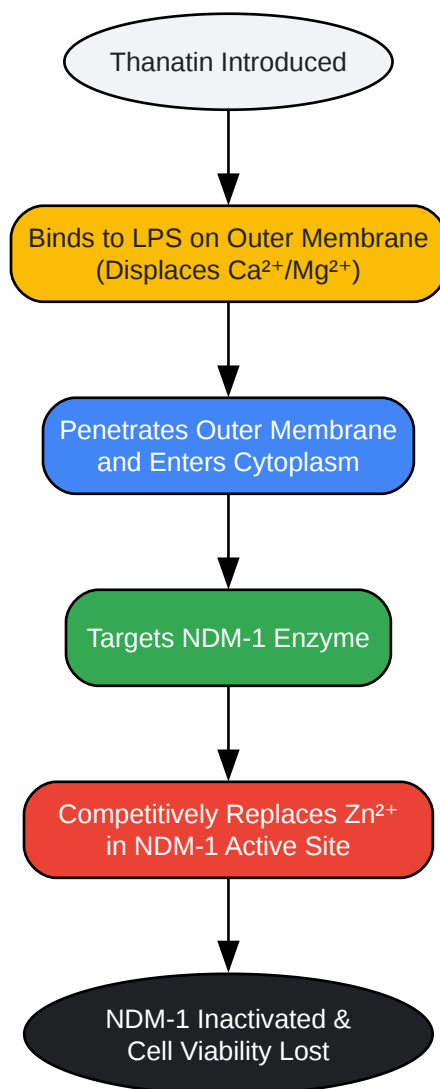 Thanatin Introduced
Binds to LPS on Outer Membrane
(Displaces Ca²⁺/Mg²⁺)
Penetrates Outer Membrane
and Enters Cytoplasm
Targets NDM-1 Enzyme
Competitively Replaces Zn²⁺
in NDM-1 Active Site
NDM-1 Inactivated &
Cell Viability Lost